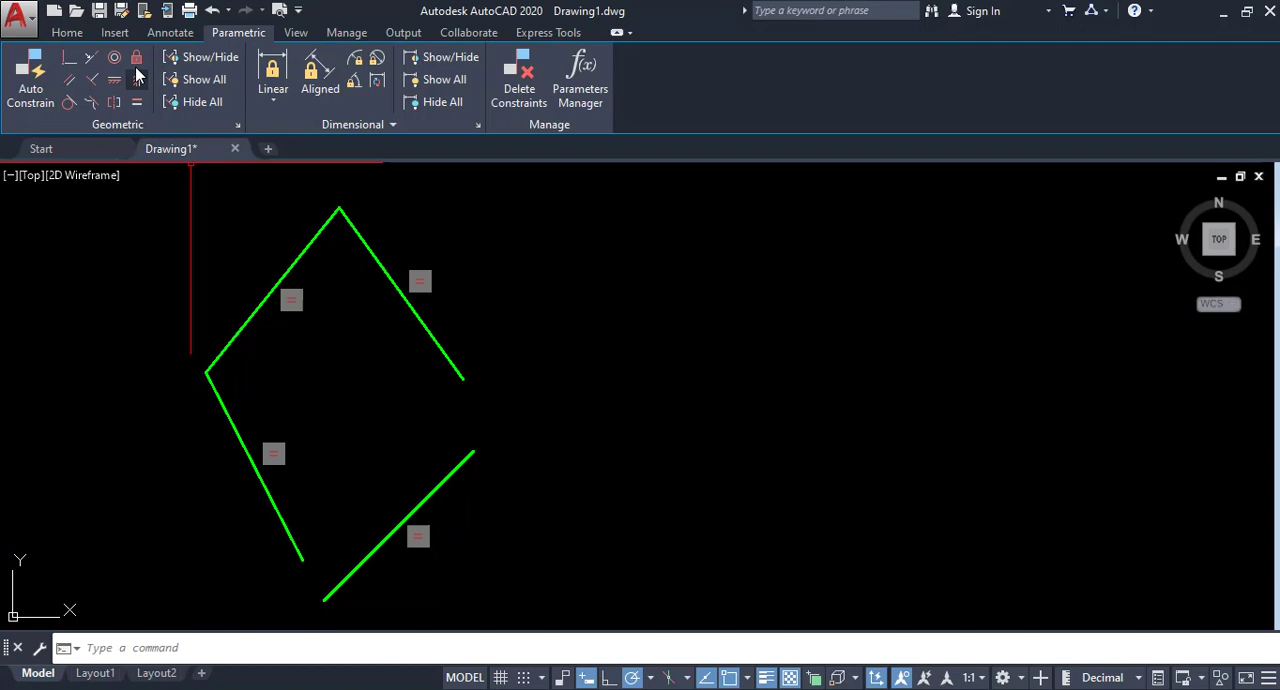 Autodesk AutoCAD 2020 Drawing1.dwg Type a keyword or phrase Sign In
Home Insert Annotate Parametric View Manage Output Collaborate Express Tools
Auto Constrain
Show/Hide
Show All
Hide All
Geometric
Linear
Aligned
Show/Hide
Show All
Hide All
Dimensional
Delete Constraints
f(x)
Parameters Manager
Manage
Start Drawing1*
[−][Top][2D Wireframe]
N
W TOP E
S
WCS
Y
X
Type a command
Model Layout1 Layout2 MODEL 1:1 Decimal